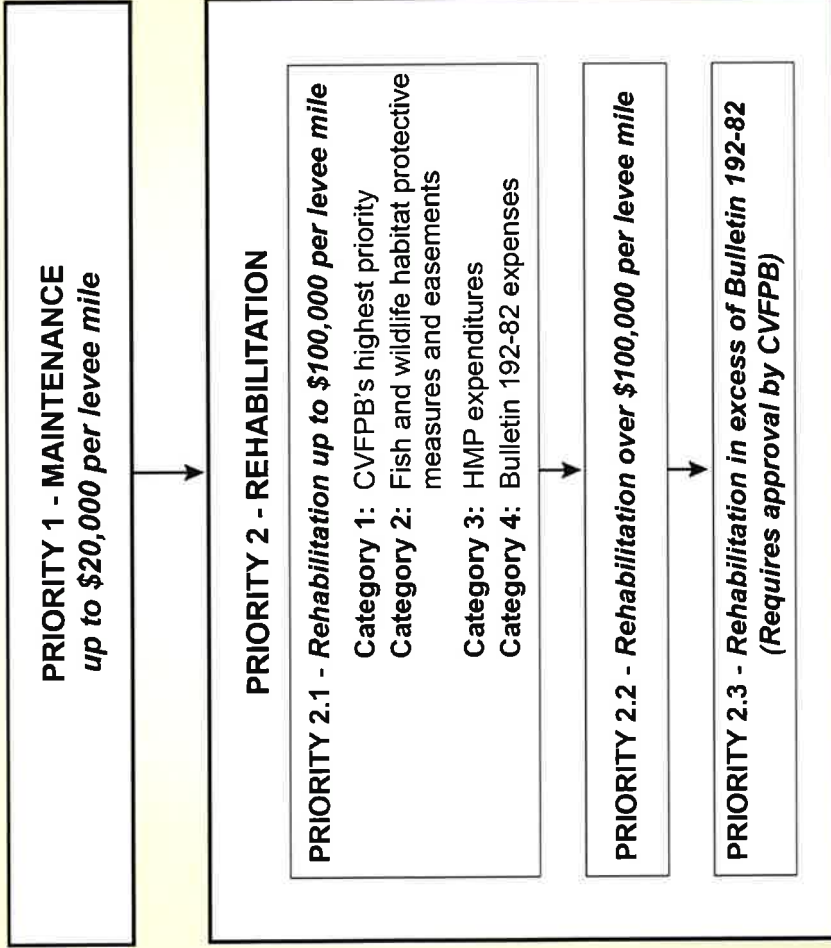 PRIORITY 1 - MAINTENANCE
up to $20,000 per levee mile
PRIORITY 2 - REHABILITATION
PRIORITY 2.1 - Rehabilitation up to $100,000 per levee mile
Category 1: CVFPB's highest priority
Category 2: Fish and wildlife habitat protective
measures and easements
Category 3: HMP expenditures
Category 4: Bulletin 192-82 expenses
PRIORITY 2.2 - Rehabilitation over $100,000 per levee mile
PRIORITY 2.3 - Rehabilitation in excess of Bulletin 192-82
(Requires approval by CVFPB)